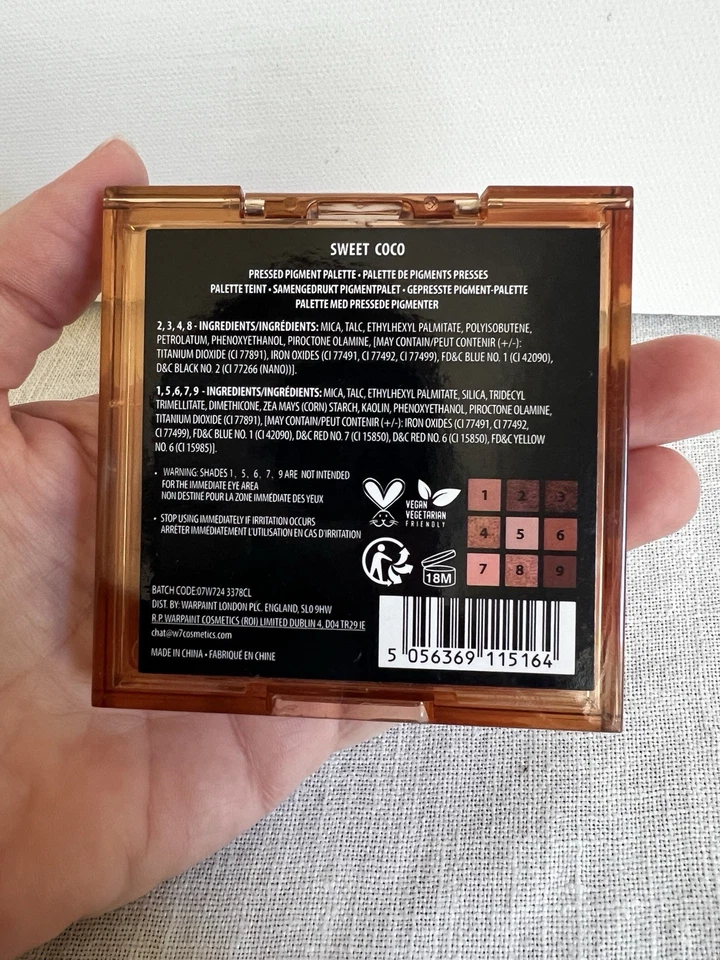 SWEET COCO
PRESSED PIGMENT PALETTE • PALETTE DE PIGMENTS PRESSES
PALETTE TEINT • SAMENGEDRUKT PIGMENTPALET • GEPRESSTE PIGMENT-PALETTE
PALETTE MED PRESSEDE PIGMENTER
2, 3, 4, 8 - INGREDIENTS/INGRÉDIENTS: MICA, TALC, ETHYLHEXYL PALMITATE, POLYISOBUTENE,
PETROLATUM, PHENOXYETHANOL, PIROCTONE OLAMINE, [MAY CONTAIN/PEUT CONTENIR (+/-):
TITANIUM DIOXIDE (CI 77891), IRON OXIDES (CI 77491, CI 77492, CI 77499), FD&C BLUE NO. 1 (CI 42090),
D&C BLACK NO. 2 (CI 77266 (NANO))].
1, 5, 6, 7, 9 - INGREDIENTS/INGRÉDIENTS: MICA, TALC, ETHYLHEXYL PALMITATE, SILICA, TRIDECYL
TRIMELLITATE, DIMETHICONE, ZEA MAYS (CORN) STARCH, KAOLIN, PHENOXYETHANOL, PIROCTONE OLAMINE,
TITANIUM DIOXIDE (CI 77891), [MAY CONTAIN/PEUT CONTENIR (+/-): IRON OXIDES (CI 77491, CI 77492,
CI 77499), FD&C BLUE NO. 1 (CI 42090), D&C RED NO. 7 (CI 15850), D&C RED NO. 6 (CI 15850), FD&C YELLOW
NO. 6 (CI 15985)].
• WARNING: SHADES 1, 5, 6, 7, 9 ARE NOT INTENDED
FOR THE IMMEDIATE EYE AREA
NON DESTINÉ POUR LA ZONE IMMÉDIATE DES YEUX
• STOP USING IMMEDIATELY IF IRRITATION OCCURS
ARRÊTER IMMÉDIATEMENT L'UTILISATION EN CAS D'IRRITATION
VEGAN
VEGETARIAN
FRIENDLY
18M
1 2 3
4 5 6
7 8 9
BATCH CODE:07W724 3378CL
DIST. BY: WARPAINT LONDON PLC. ENGLAND, SL0 9HW
R.P. WARPAINT COSMETICS (ROI) LIMITED DUBLIN 4, D04 TR29 IE
chat@w7cosmetics.com
MADE IN CHINA • FABRIQUÉ EN CHINE
5 056369 115164